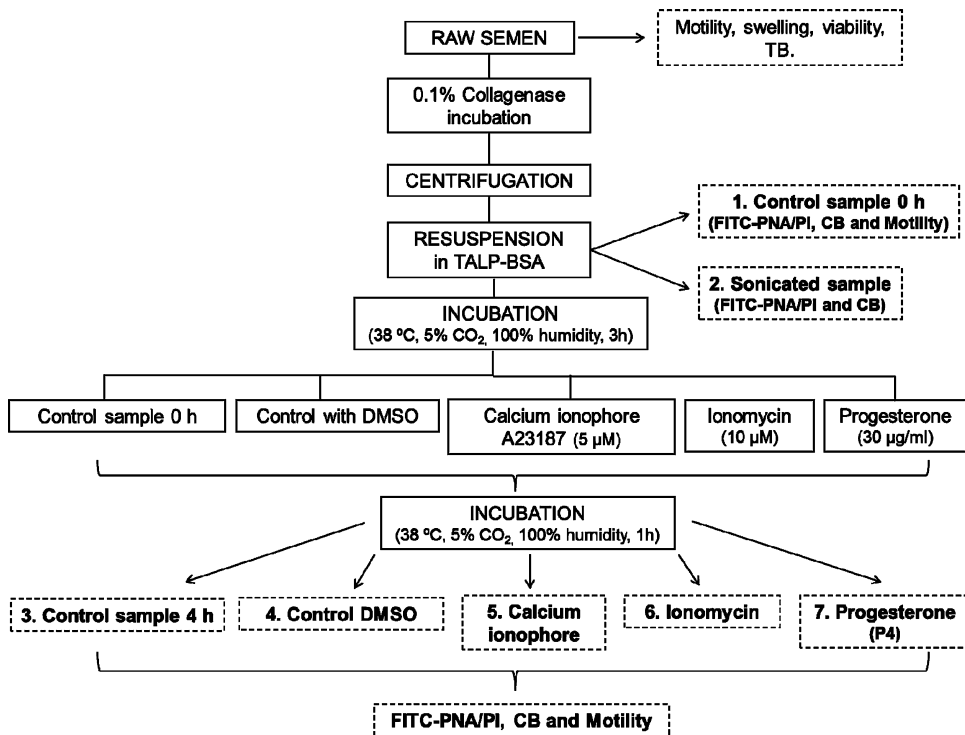 RAW SEMEN
Motility, swelling, viability,
TB.
0.1% Collagenase
incubation
CENTRIFUGATION
RESUSPENSION
in TALP-BSA
1. Control sample 0 h
(FITC-PNA/PI, CB and Motility)
2. Sonicated sample
(FITC-PNA/PI and CB)
INCUBATION
(38 ºC, 5% CO2, 100% humidity, 3h)
Control sample 0 h
Control with DMSO
Calcium ionophore
A23187 (5 µM)
Ionomycin
(10 µM)
Progesterone
(30 µg/ml)
INCUBATION
(38 ºC, 5% CO2, 100% humidity, 1h)
3. Control sample 4 h
4. Control DMSO
5. Calcium
ionophore
6. Ionomycin
7. Progesterone
(P4)
FITC-PNA/PI, CB and Motility